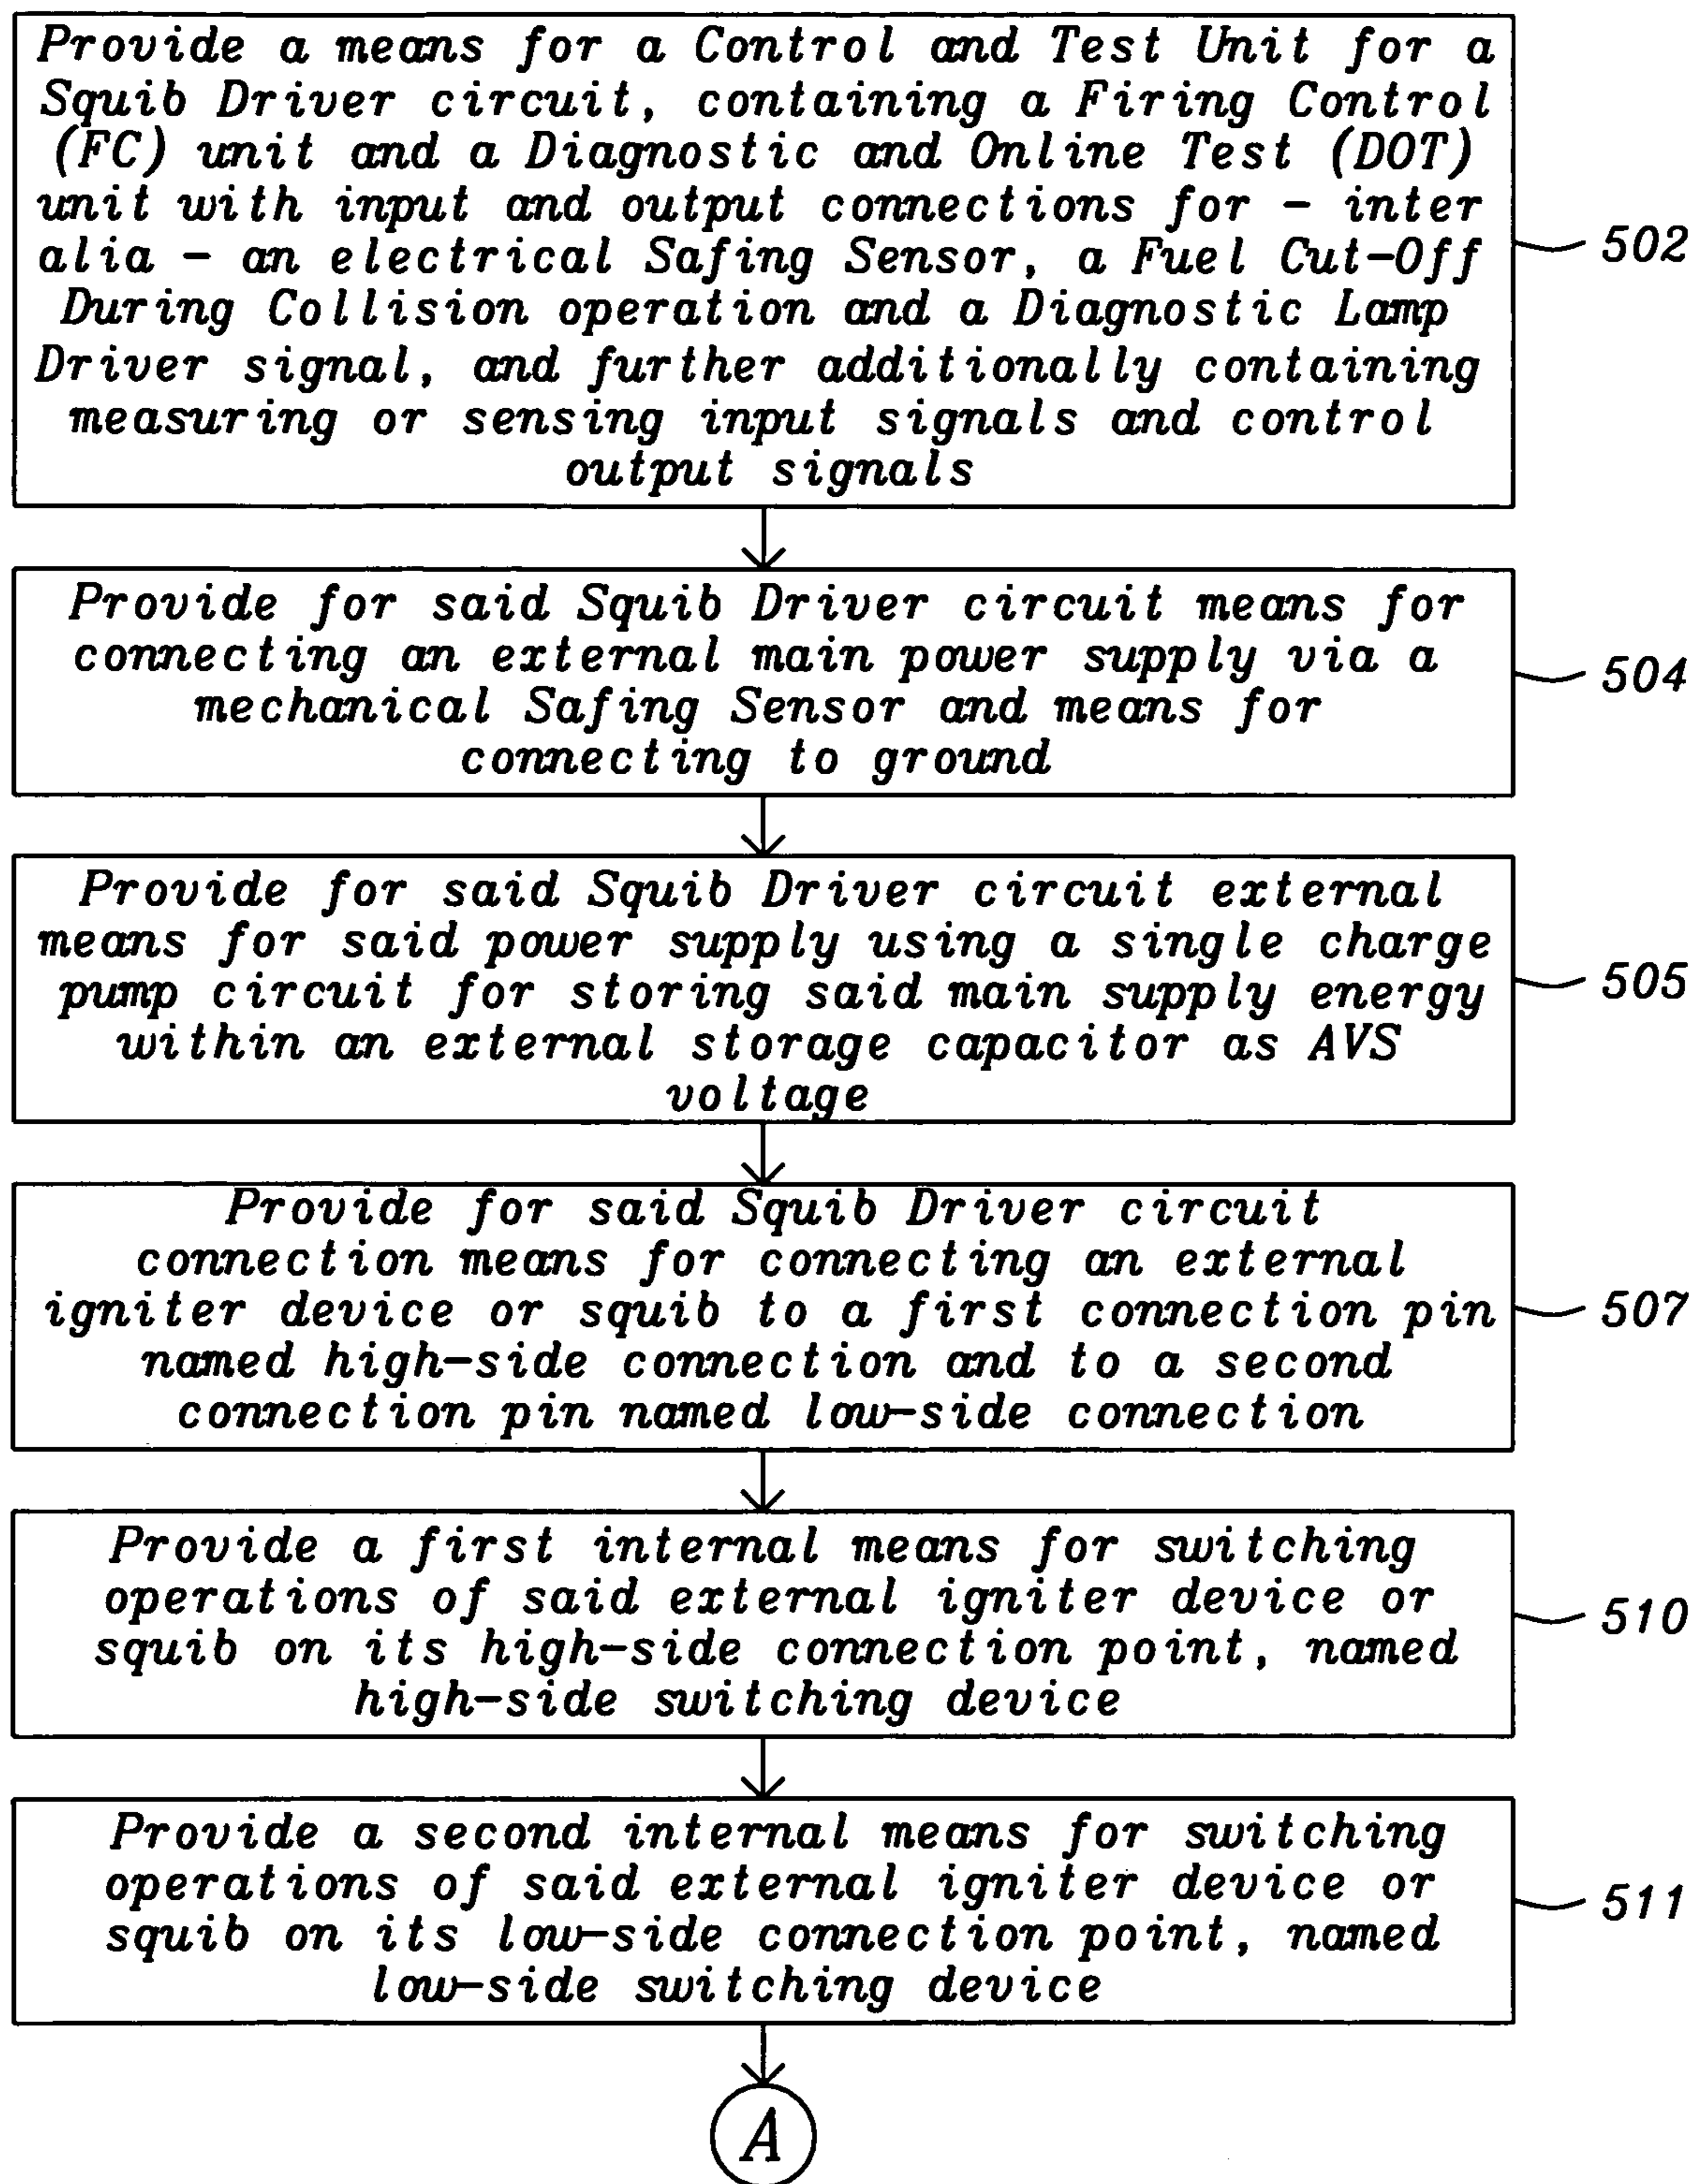 Provide a means for a Control and Test Unit for a
Squib Driver circuit, containing a Firing Control
(FC) unit and a Diagnostic and Online Test (DOT)
unit with input and output connections for - inter
alia - an electrical Safing Sensor, a Fuel Cut-Off
During Collision operation and a Diagnostic Lamp
Driver signal, and further additionally containing
measuring or sensing input signals and control
output signals
502
Provide for said Squib Driver circuit means for
connecting an external main power supply via a
mechanical Safing Sensor and means for
connecting to ground
504
Provide for said Squib Driver circuit external
means for said power supply using a single charge
pump circuit for storing said main supply energy
within an external storage capacitor as AVS
voltage
505
Provide for said Squib Driver circuit
connection means for connecting an external
igniter device or squib to a first connection pin
named high-side connection and to a second
connection pin named low-side connection
507
Provide a first internal means for switching
operations of said external igniter device or
squib on its high-side connection point, named
high-side switching device
510
Provide a second internal means for switching
operations of said external igniter device or
squib on its low-side connection point, named
low-side switching device
511
A